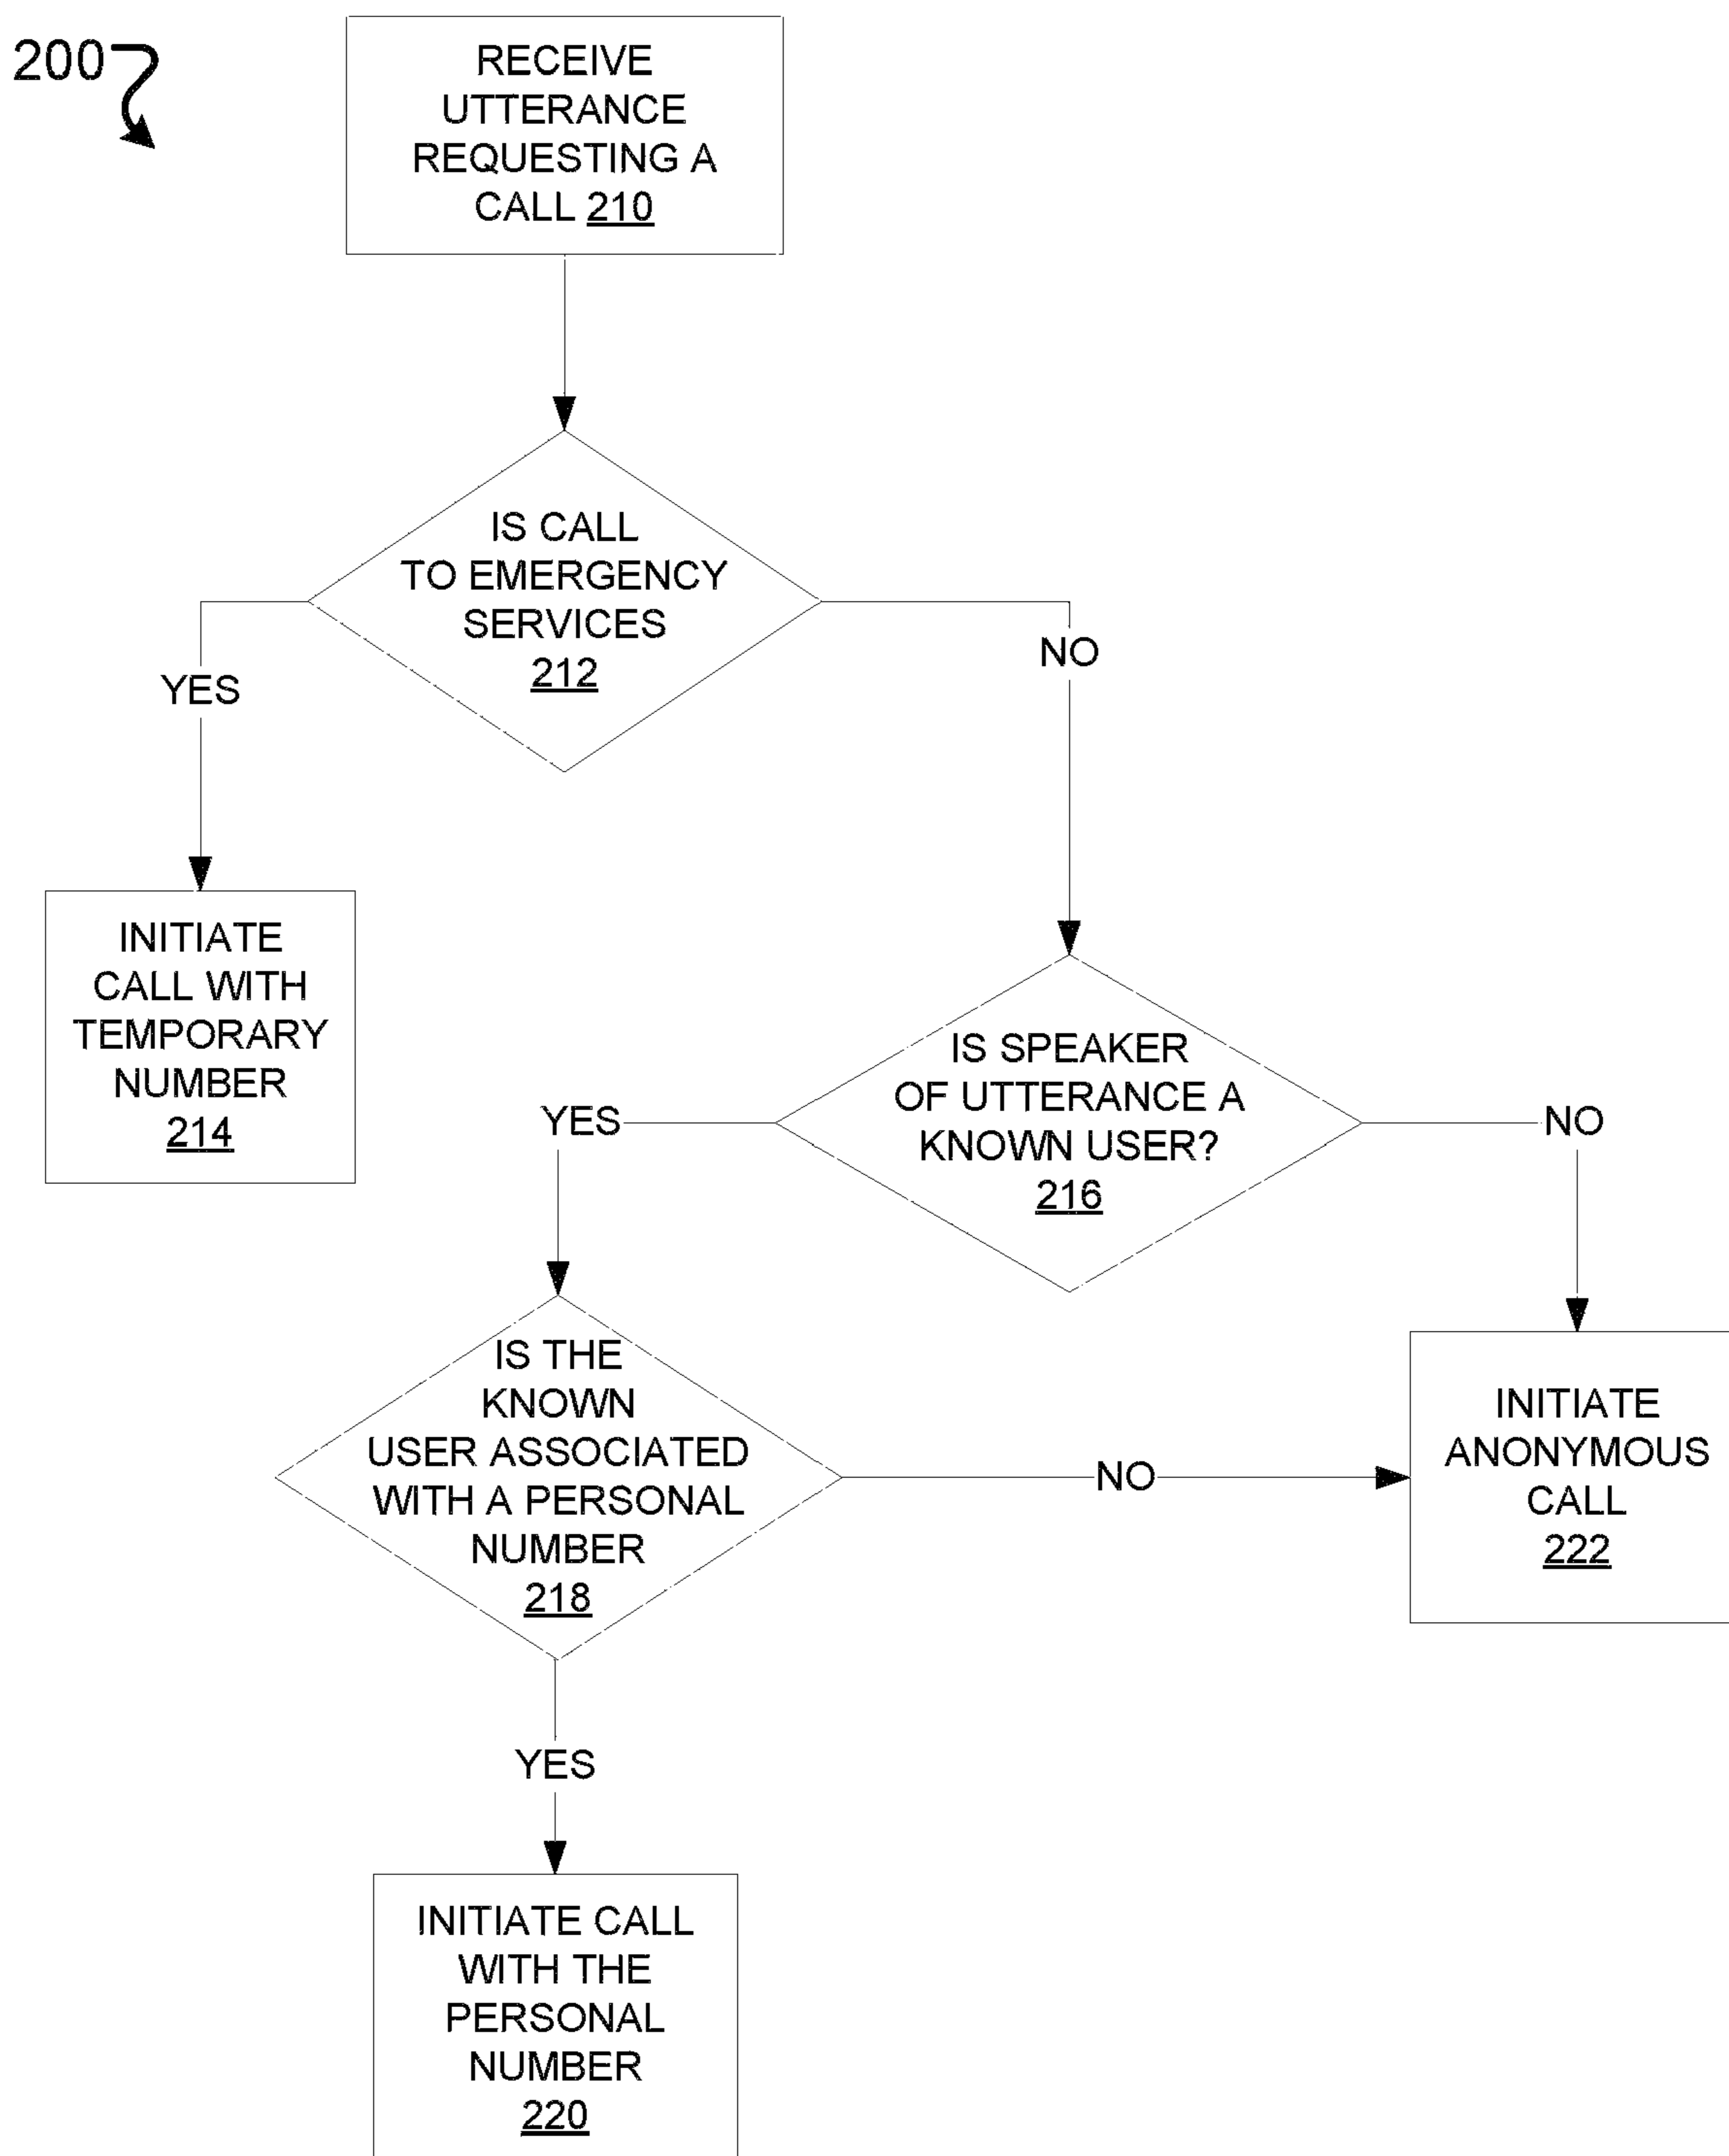 200
RECEIVE
UTTERANCE
REQUESTING A
CALL 210
IS CALL
TO EMERGENCY
SERVICES
212
YES
NO
INITIATE
CALL WITH
TEMPORARY
NUMBER
214
IS SPEAKER
OF UTTERANCE A
KNOWN USER?
216
YES
NO
IS THE
KNOWN
USER ASSOCIATED
WITH A PERSONAL
NUMBER
218
NO
INITIATE
ANONYMOUS
CALL
222
YES
INITIATE CALL
WITH THE
PERSONAL
NUMBER
220